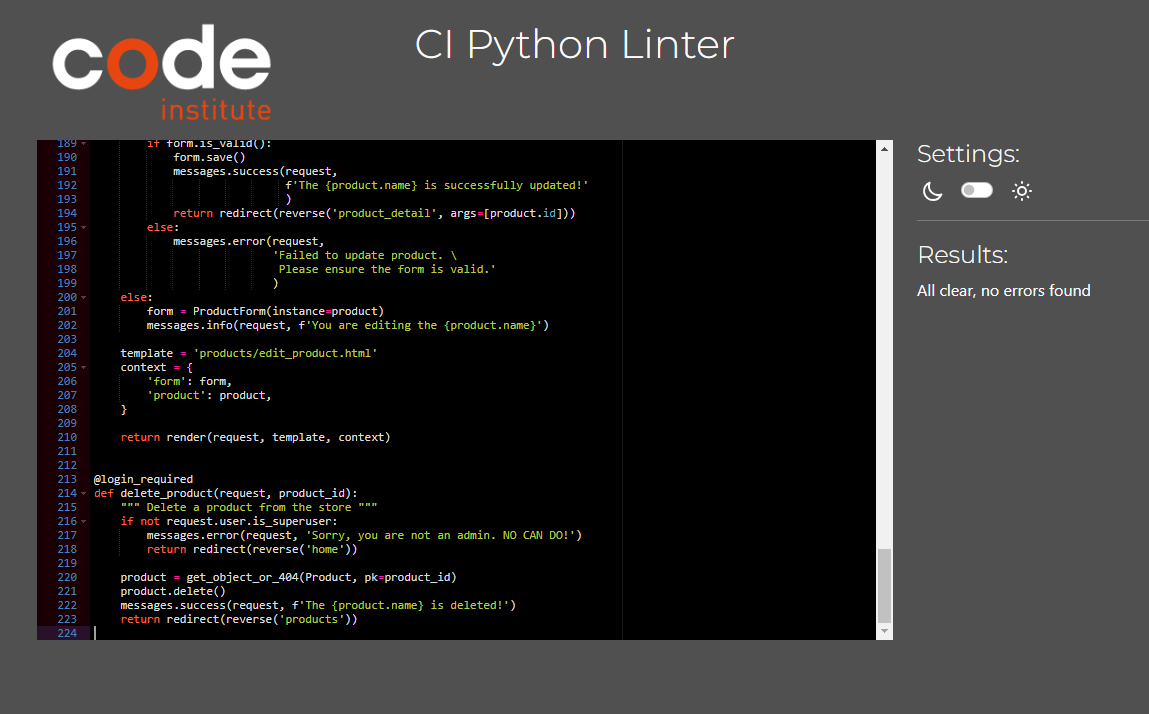 code
institute
CI Python Linter
189 if form.is_valid():
190 form.save()
191 messages.success(request,
192 f'The {product.name} is successfully updated!'
193 )
194 return redirect(reverse('product_detail', args=[product.id]))
195 else:
196 messages.error(request,
197 'Failed to update product. \
198 Please ensure the form is valid.'
199 )
200 else:
201 form = ProductForm(instance=product)
202 messages.info(request, f'You are editing the {product.name}')
203
204 template = 'products/edit_product.html'
205 context = {
206 'form': form,
207 'product': product,
208 }
209
210 return render(request, template, context)
211
212
213 @login_required
214 def delete_product(request, product_id):
215 """ Delete a product from the store """
216 if not request.user.is_superuser:
217 messages.error(request, 'Sorry, you are not an admin. NO CAN DO!')
218 return redirect(reverse('home'))
219
220 product = get_object_or_404(Product, pk=product_id)
221 product.delete()
222 messages.success(request, f'The {product.name} is deleted!')
223 return redirect(reverse('products'))
224
Settings:
Results:
All clear, no errors found